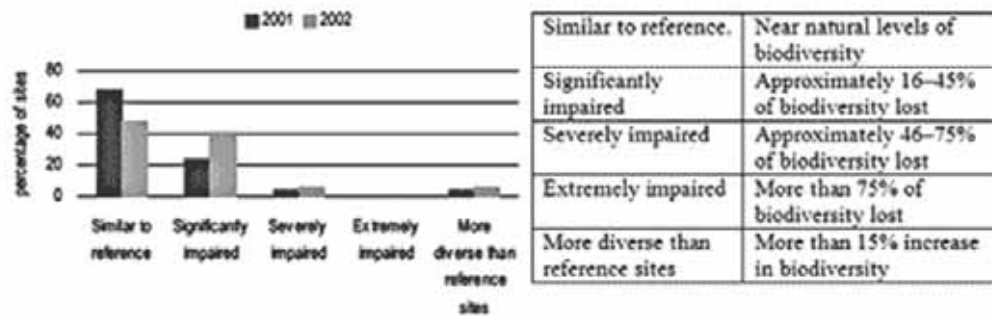 2001 2002
percentage of sites
80
60
40
20
0
Similar to
reference
Significantly
impaired
Severely
impaired
Extremely
impaired
More
diverse than
reference
sites
Similar to reference.
Near natural levels of
biodiversity
Significantly
impaired
Approximately 16–45%
of biodiversity lost
Severely impaired
Approximately 46–75%
of biodiversity lost
Extremely impaired
More than 75% of
biodiversity lost
More diverse than
reference sites
More than 15% increase
in biodiversity